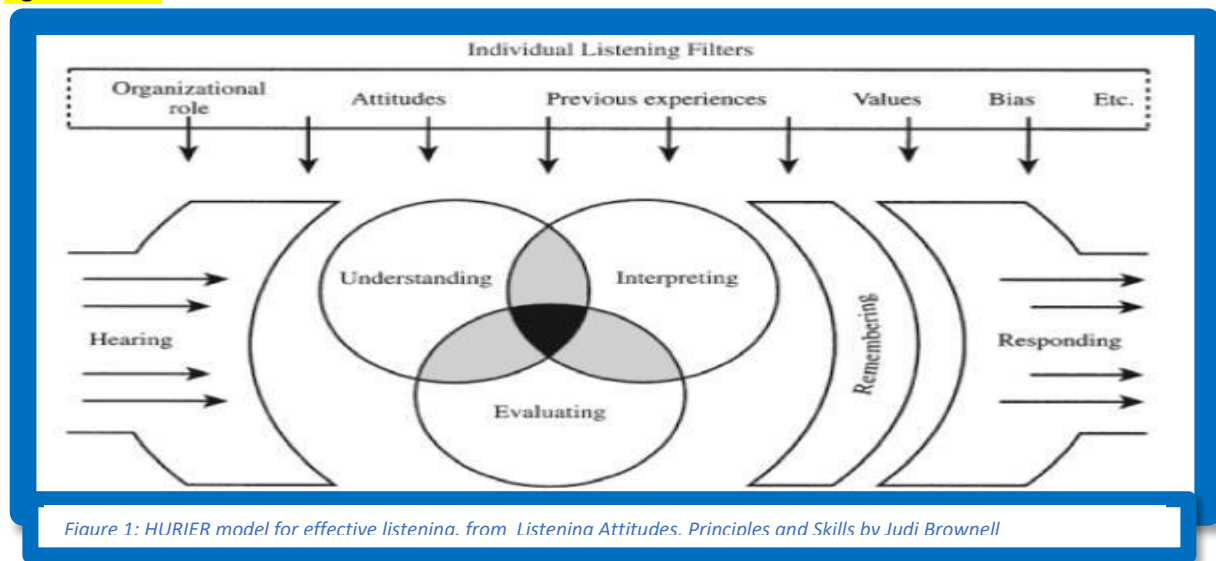 Individual Listening Filters
Organizational
role
Attitudes
Previous experiences
Values
Bias
Etc.
Understanding
Interpreting
Remembering
Hearing
Responding
Evaluating
Figure 1: HURIER model for effective listening, from Listening Attitudes, Principles and Skills by Judi Brownell